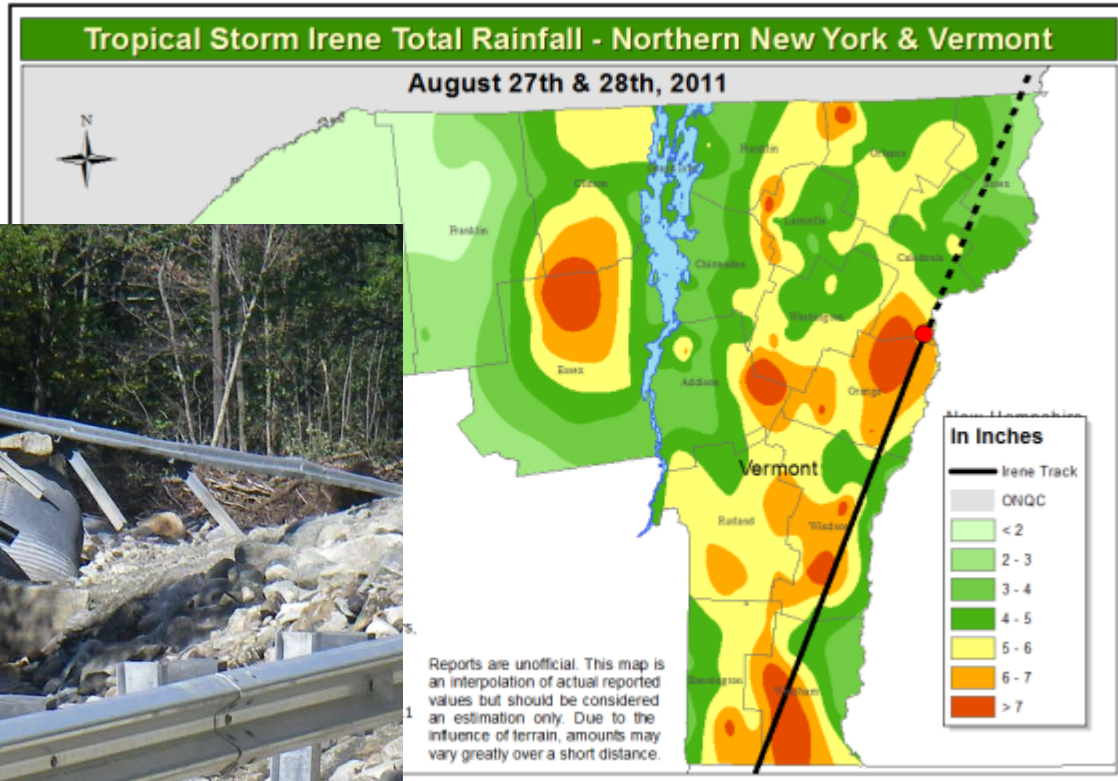 Tropical Storm Irene Total Rainfall - Northern New York & Vermont
August 27th & 28th, 2011
N
Franklin
Orleans
Clinton
Essex
Lamoille
Franklin
Caledonia
Chittenden
Washington
Essex
Addison
Orange
New Hampshire
In Inches
Irene Track
ONQC
< 2
2 - 3
3 - 4
4 - 5
5 - 6
6 - 7
> 7
Vermont
Rutland
Windsor
Bennington
Windham
rs,
1
Reports are unofficial. This map is
an interpolation of actual reported
values but should be considered
an estimation only. Due to the
influence of terrain, amounts may
vary greatly over a short distance.